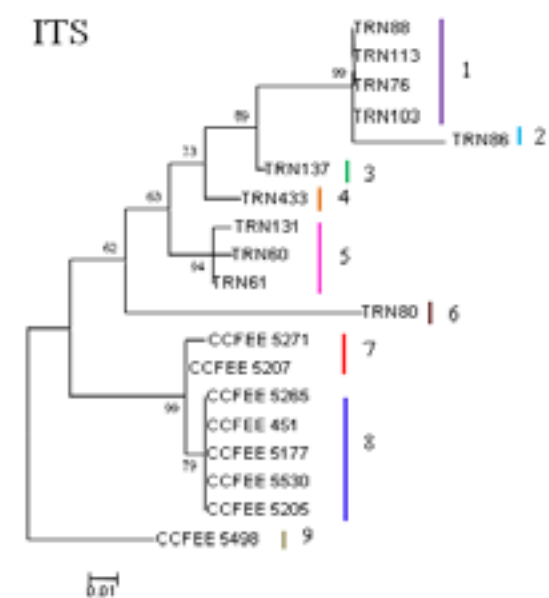 ITS
TRN88
TRN113
99
TRN76
1
89
TRN103
TRN86
2
73
TRN137
3
63
TRN433
4
TRN131
62
TRN60
5
94
TRN61
TRN80
6
CCFEE 5271
7
CCFEE 5207
CCFEE 5265
99
CCFEE 451
8
79
CCFEE 5177
CCFEE 5530
CCFEE 5205
CCFEE 5498
9
0.01